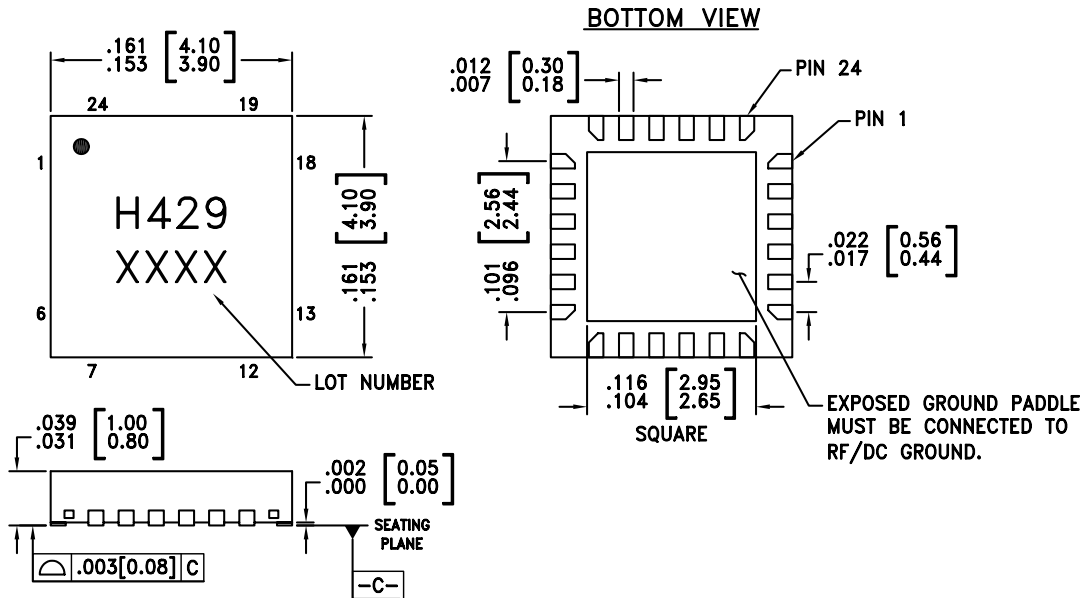 BOTTOM VIEW
.161 [4.10]
.153 [3.90]
24
19
1
18
H429
XXXX
6
13
7
12
4.10
3.90
.161
.153
LOT NUMBER
.012 [0.30]
.007 [0.18]
PIN 24
PIN 1
2.56
2.44
.101
.096
.022 [0.56]
.017 [0.44]
.116 [2.95]
.104 [2.65]
SQUARE
EXPOSED GROUND PADDLE
MUST BE CONNECTED TO
RF/DC GROUND.
.039 [1.00]
.031 [0.80]
.002 [0.05]
.000 [0.00]
SEATING
PLANE
.003[0.08] C
-C-